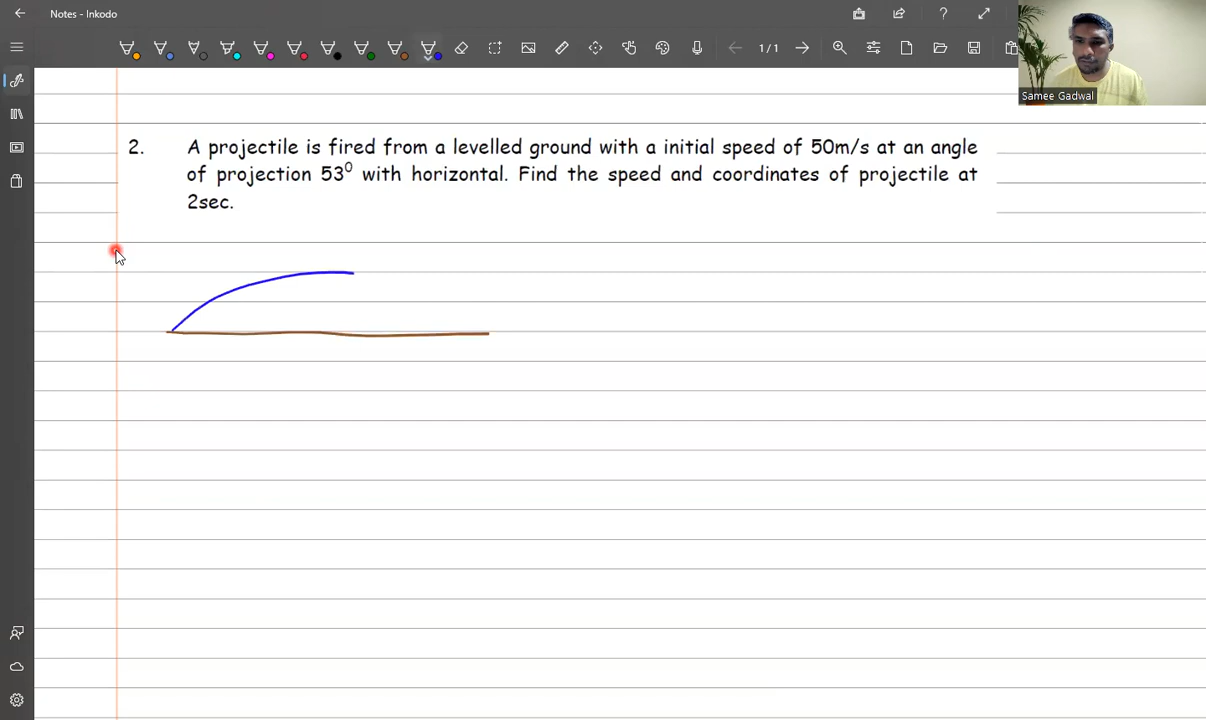 Notes - Inkodo
1/1
Samee Gadwal
2. A projectile is fired from a levelled ground with a initial speed of 50m/s at an angle
of projection 53⁰ with horizontal. Find the speed and coordinates of projectile at
2sec.